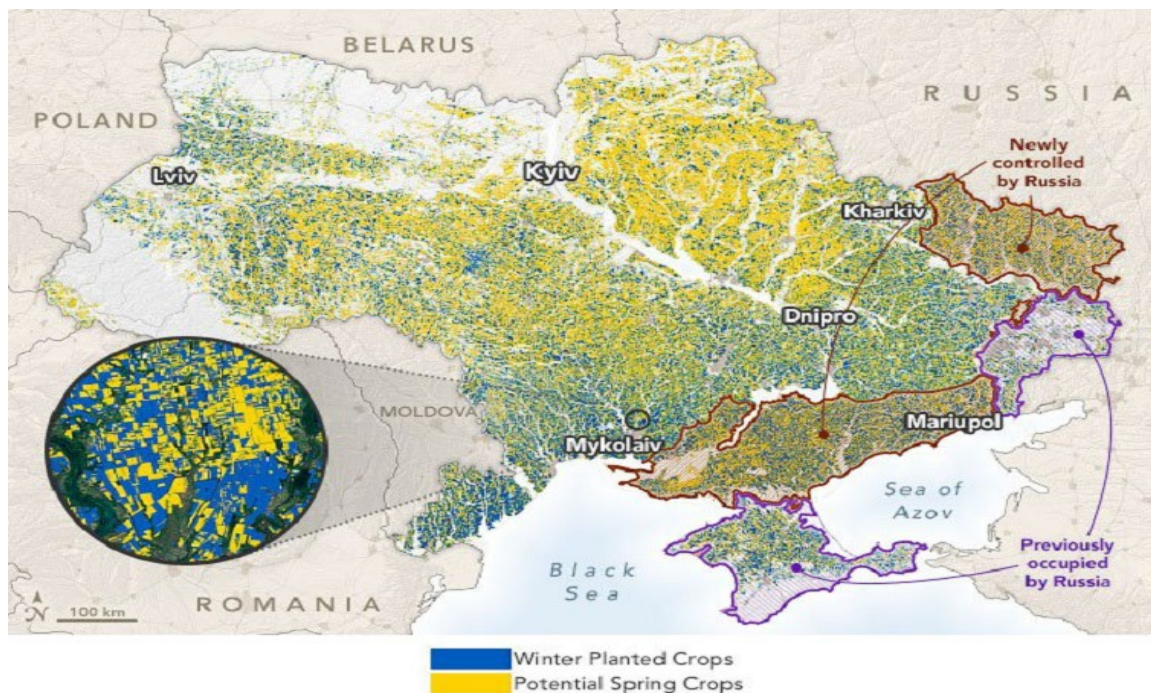 BELARUS
POLAND
RUSSIA
Newly
controlled
by Russia
Lviv
Kyiv
Kharkiv
Dnipro
MOLDOVA
Mykolaiv
Mariupol
Sea of
Azov
Previously
occupied
by Russia
Black
Sea
ROMANIA
N
100 km
Winter Planted Crops
Potential Spring Crops